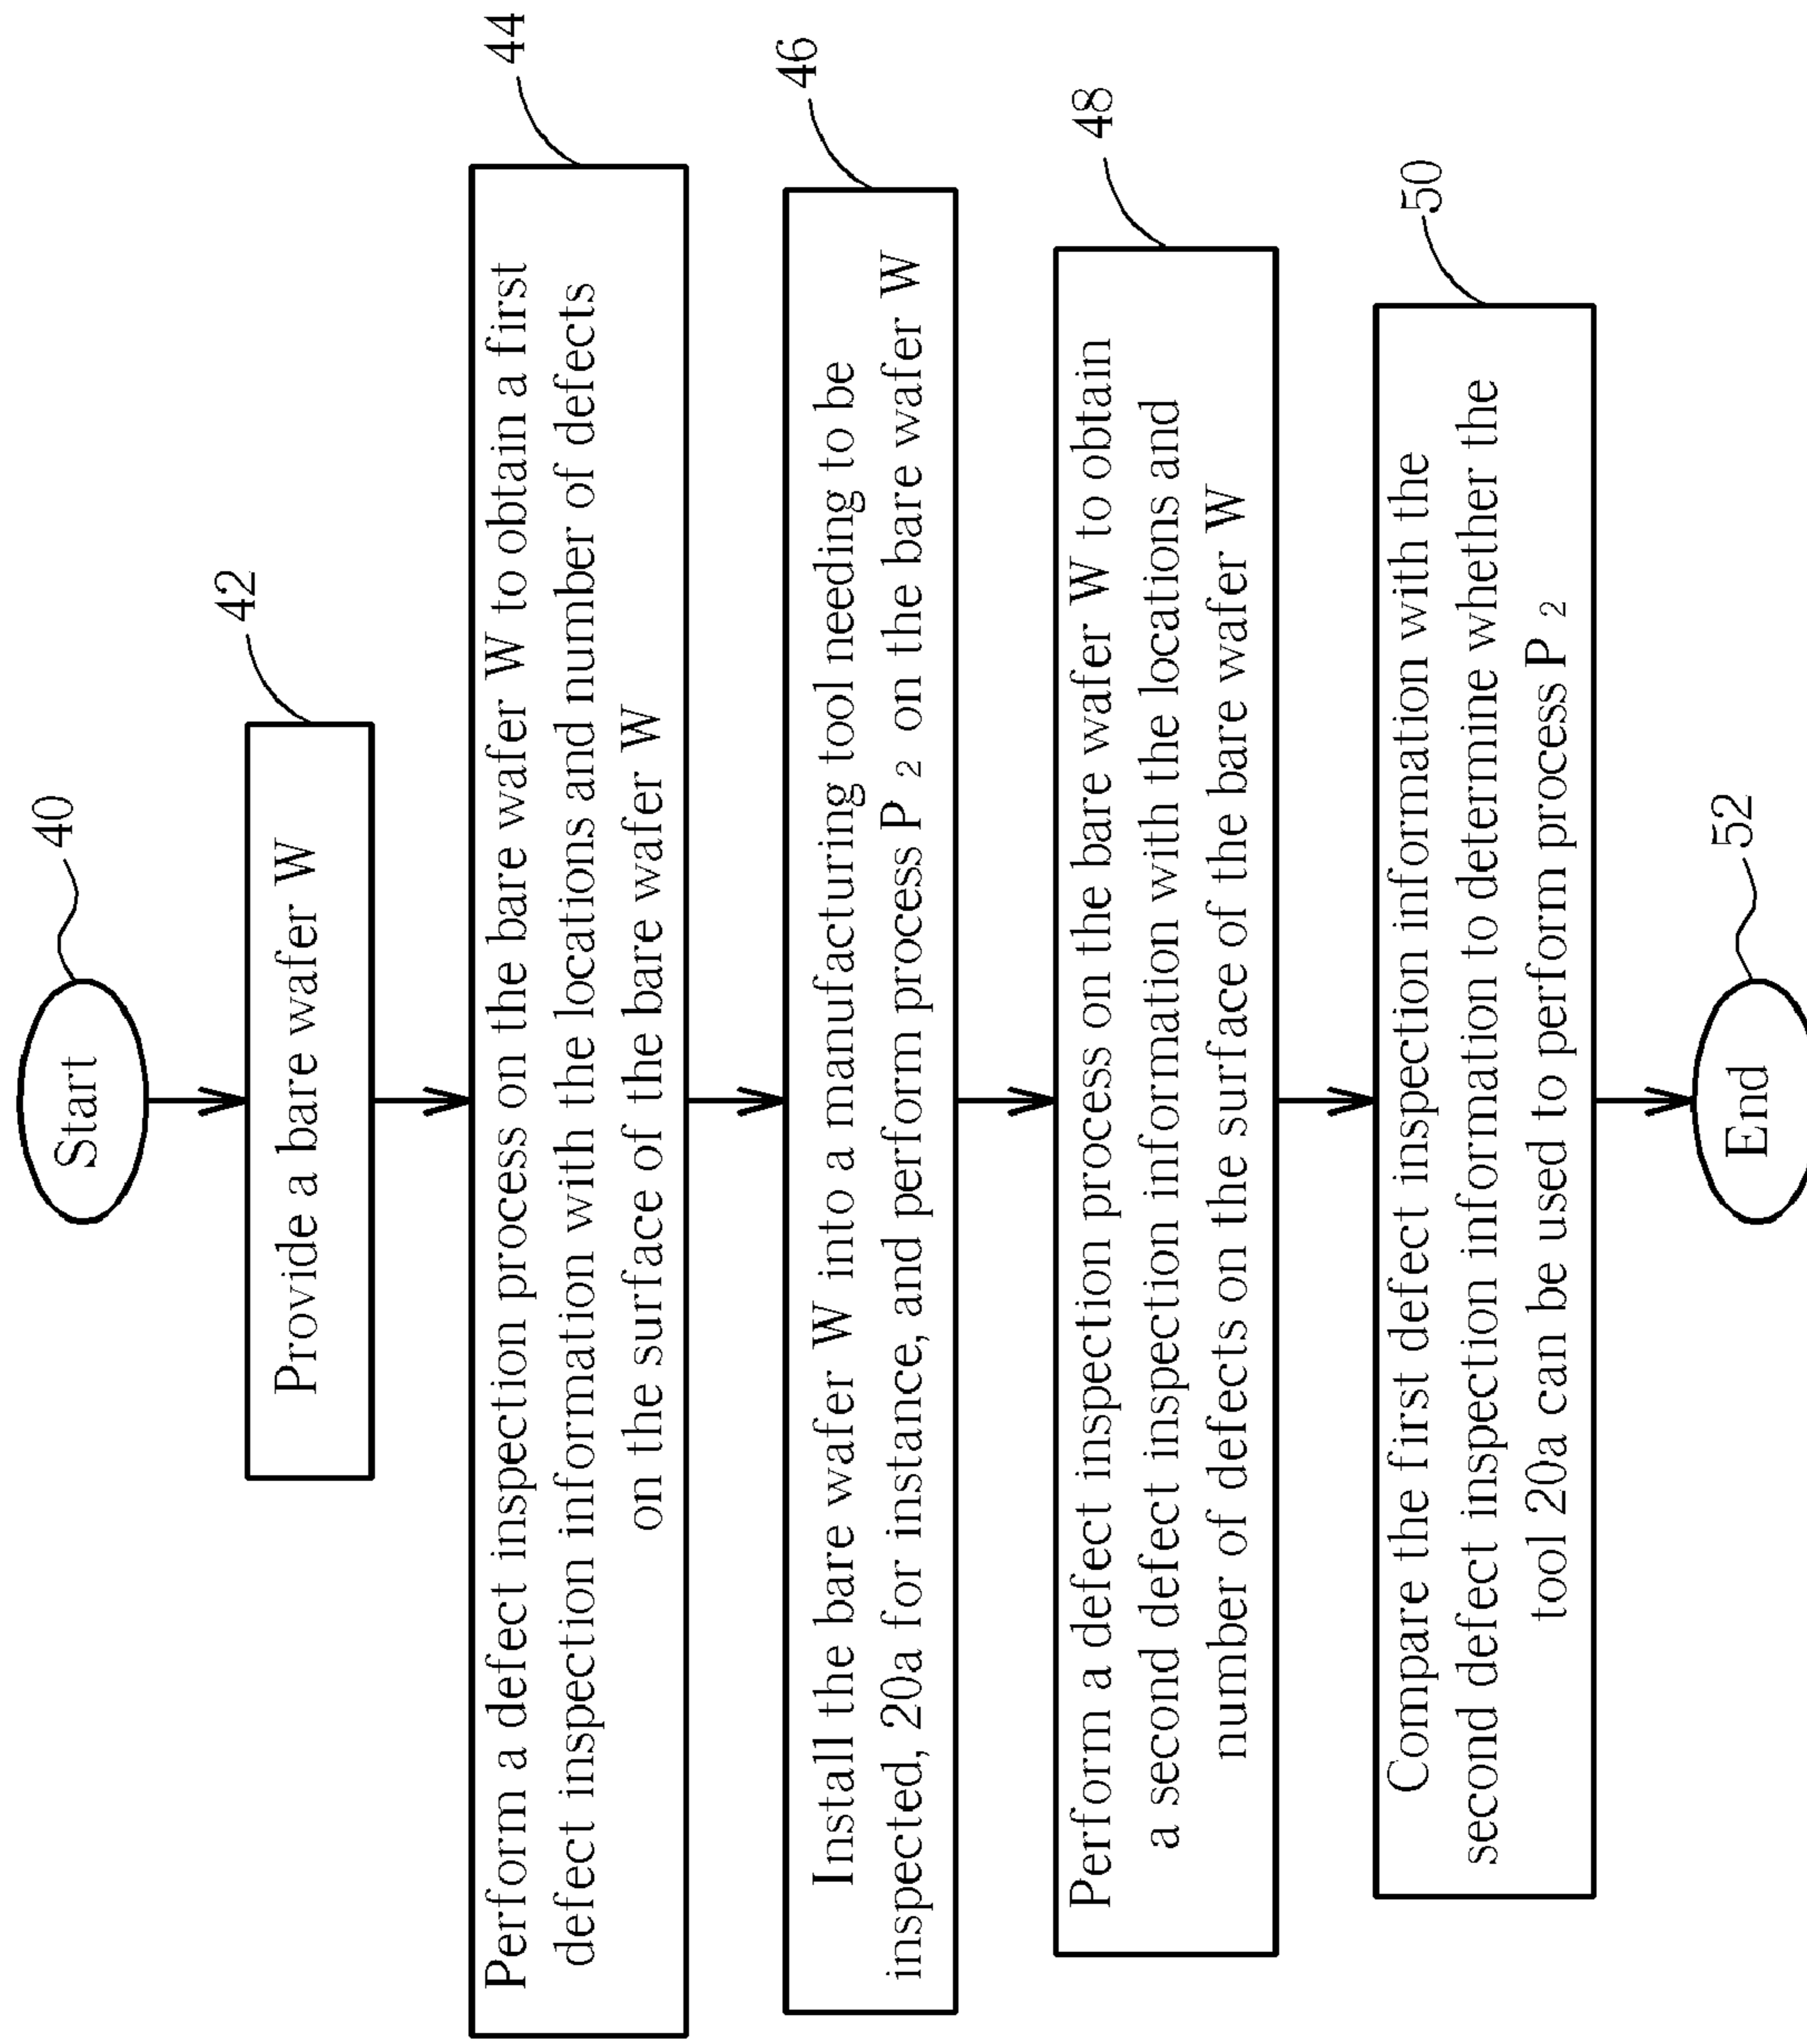 Start
40
Provide a bare wafer W
42
Perform a defect inspection process on the bare wafer W to obtain a first
defect inspection information with the locations and number of defects
on the surface of the bare wafer W
44
Install the bare wafer W into a manufacturing tool needing to be
inspected, 20a for instance, and perform process P 2 on the bare wafer W
46
Perform a defect inspection process on the bare wafer W to obtain
a second defect inspection information with the locations and
number of defects on the surface of the bare wafer W
48
Compare the first defect inspection information with the
second defect inspection information to determine whether the
tool 20a can be used to perform process P 2
50
End
52